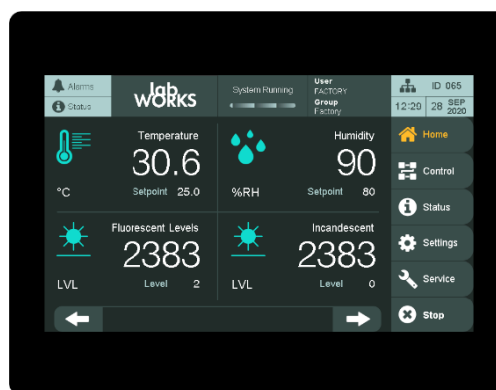 Alarms
Status
lab
WORKS
System Running
User
FACTORY
Group
Factory
ID 065
12:29
28 SEP
2020
Temperature
30.6
°C
Setpoint 25.0
Humidity
90
%RH
Setpoint 80
Fluorescent Levels
2383
LVL
Level 2
Incandescent
2383
LVL
Level 0
Home
Control
Status
Settings
Service
Stop